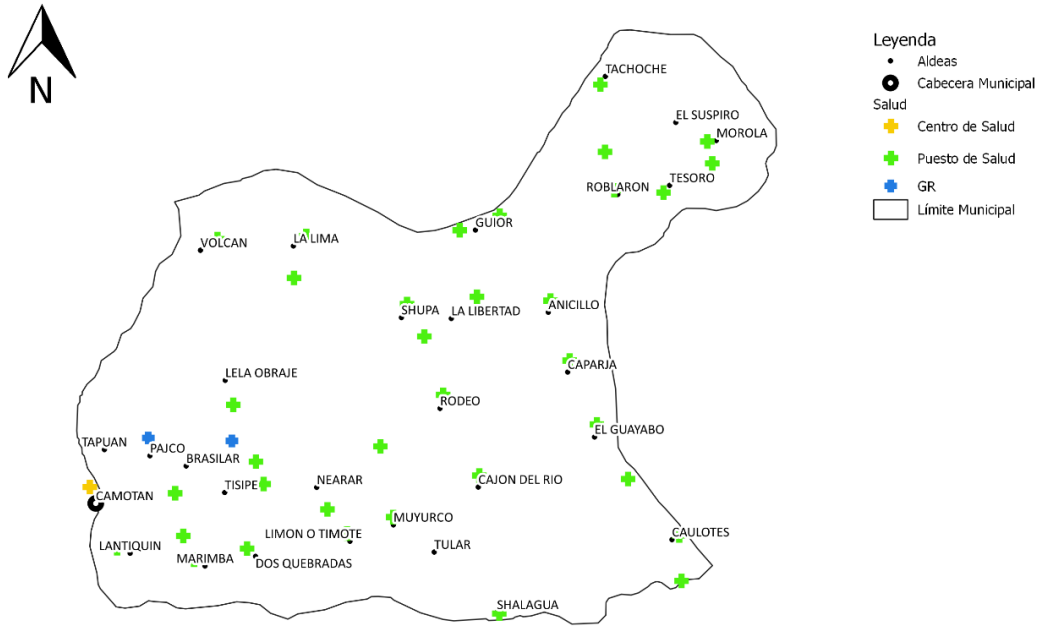 N
Leyenda
Aldeas
Cabecera Municipal
Salud
Centro de Salud
Puesto de Salud
GR
Límite Municipal
TACHOCHE
EL SUSPIRO
MOROLA
TESORO
ROBLARON
GUIOR
VOLCAN
LA LIMA
ANICILLO
SHUPA
LA LIBERTAD
CAPARJA
LELA OBRAJE
RODEO
EL GUAYABO
TAPUAN
PAJCO
BRASILAR
TISIPE
NEARAR
CAJON DEL RIO
CAMOTAN
MUYURCO
LIMON O TIMOTE
CAULOTES
LANTIQUIN
MARIMBA
DOS QUEBRADAS
TULAR
SHALAGUA